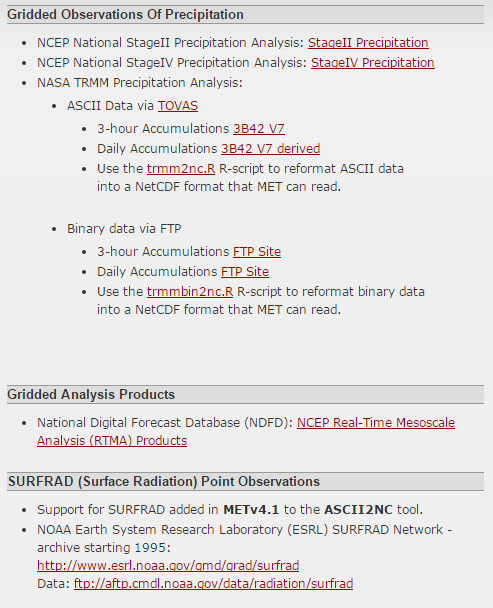 Gridded Observations Of Precipitation
NCEP National StageII Precipitation Analysis: StageII Precipitation
NCEP National StageIV Precipitation Analysis: StageIV Precipitation
NASA TRMM Precipitation Analysis:
ASCII Data via TOVAS
3-hour Accumulations 3B42 V7
Daily Accumulations 3B42 V7 derived
Use the trmm2nc.R R-script to reformat ASCII data
into a NetCDF format that MET can read.
Binary data via FTP
3-hour Accumulations FTP Site
Daily Accumulations FTP Site
Use the trmmbin2nc.R R-script to reformat binary data
into a NetCDF format that MET can read.
Gridded Analysis Products
National Digital Forecast Database (NDFD): NCEP Real-Time Mesoscale
Analysis (RTMA) Products
SURFRAD (Surface Radiation) Point Observations
Support for SURFRAD added in METv4.1 to the ASCII2NC tool.
NOAA Earth System Research Laboratory (ESRL) SURFRAD Network -
archive starting 1995:
http://www.esrl.noaa.gov/gmd/grad/surfrad
Data: ftp://aftp.cmdl.noaa.gov/data/radiation/surfrad